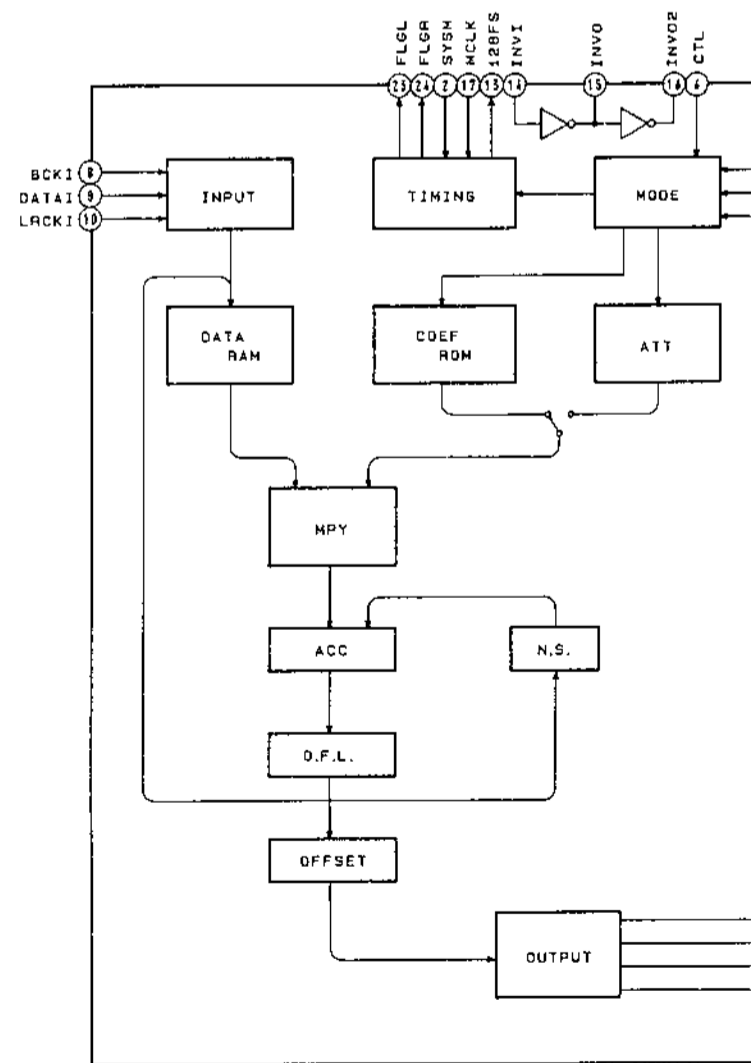 FLGL
FLGR
SYSM
MCLK
128FS
INVI
INVO
INVO2
CTL
23
24
2
17
13
14
15
16
6
BCKI 8
DATAI 9
LRCKI 10
INPUT
TIMING
MODE
DATA
RAM
COEF
ROM
ATT
MPY
ACC
N.S.
O.F.L.
OFFSET
OUTPUT